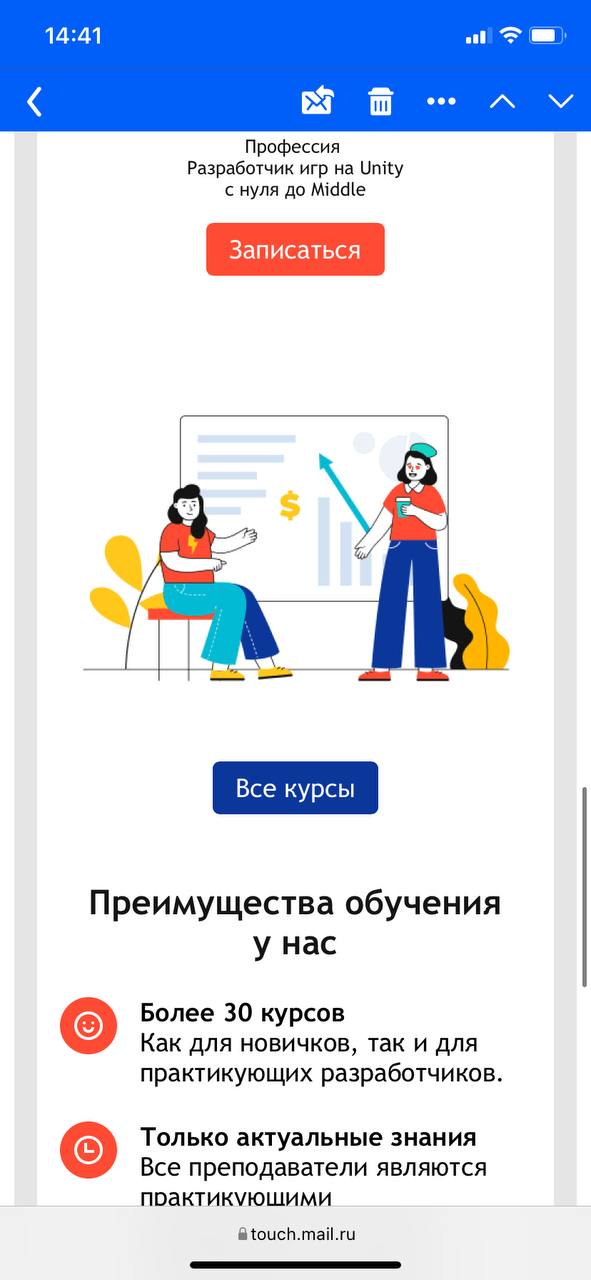 14:41
Профессия
Разработчик игр на Unity
с нуля до Middle
Записаться
$
Все курсы
Преимущества обучения
у нас
Более 30 курсов
Как для новичков, так и для
практикующих разработчиков.
Только актуальные знания
Все преподаватели являются
практикующими
touch.mail.ru